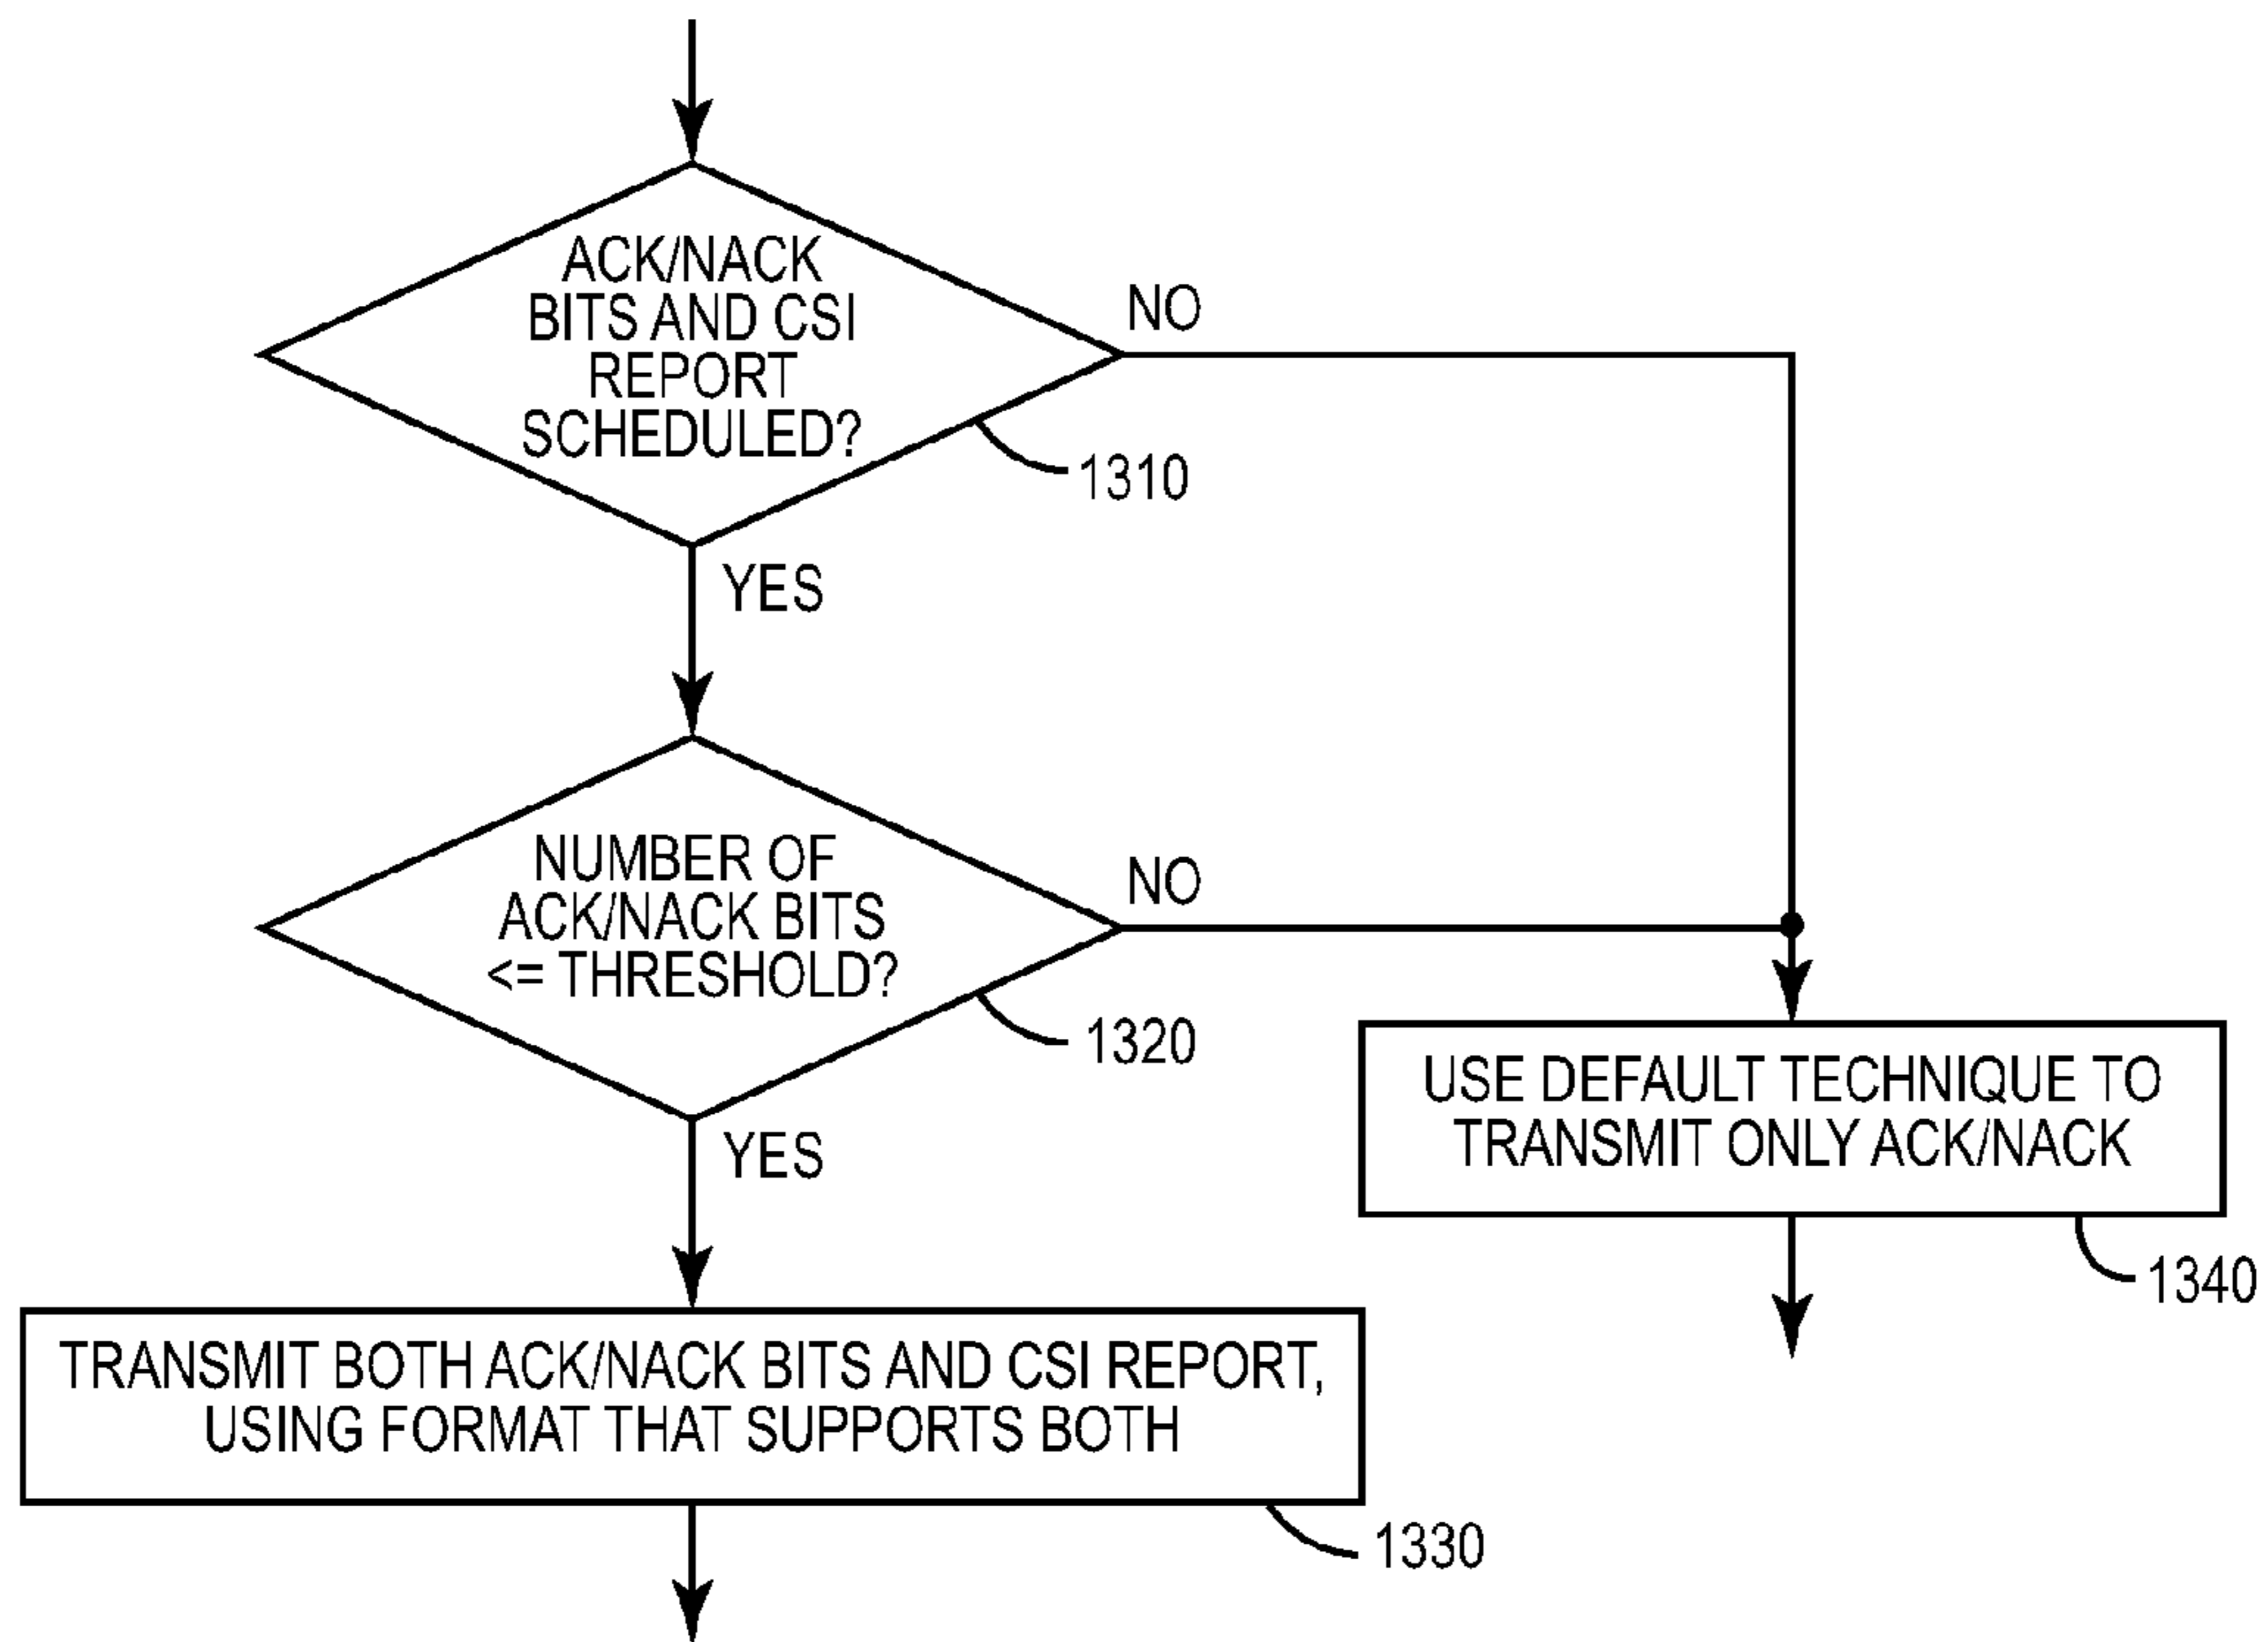 ACK/NACK
BITS AND CSI
REPORT
SCHEDULED?
NO
1310
YES
NUMBER OF
ACK/NACK BITS
<= THRESHOLD?
NO
1320
YES
USE DEFAULT TECHNIQUE TO
TRANSMIT ONLY ACK/NACK
1340
TRANSMIT BOTH ACK/NACK BITS AND CSI REPORT,
USING FORMAT THAT SUPPORTS BOTH
1330